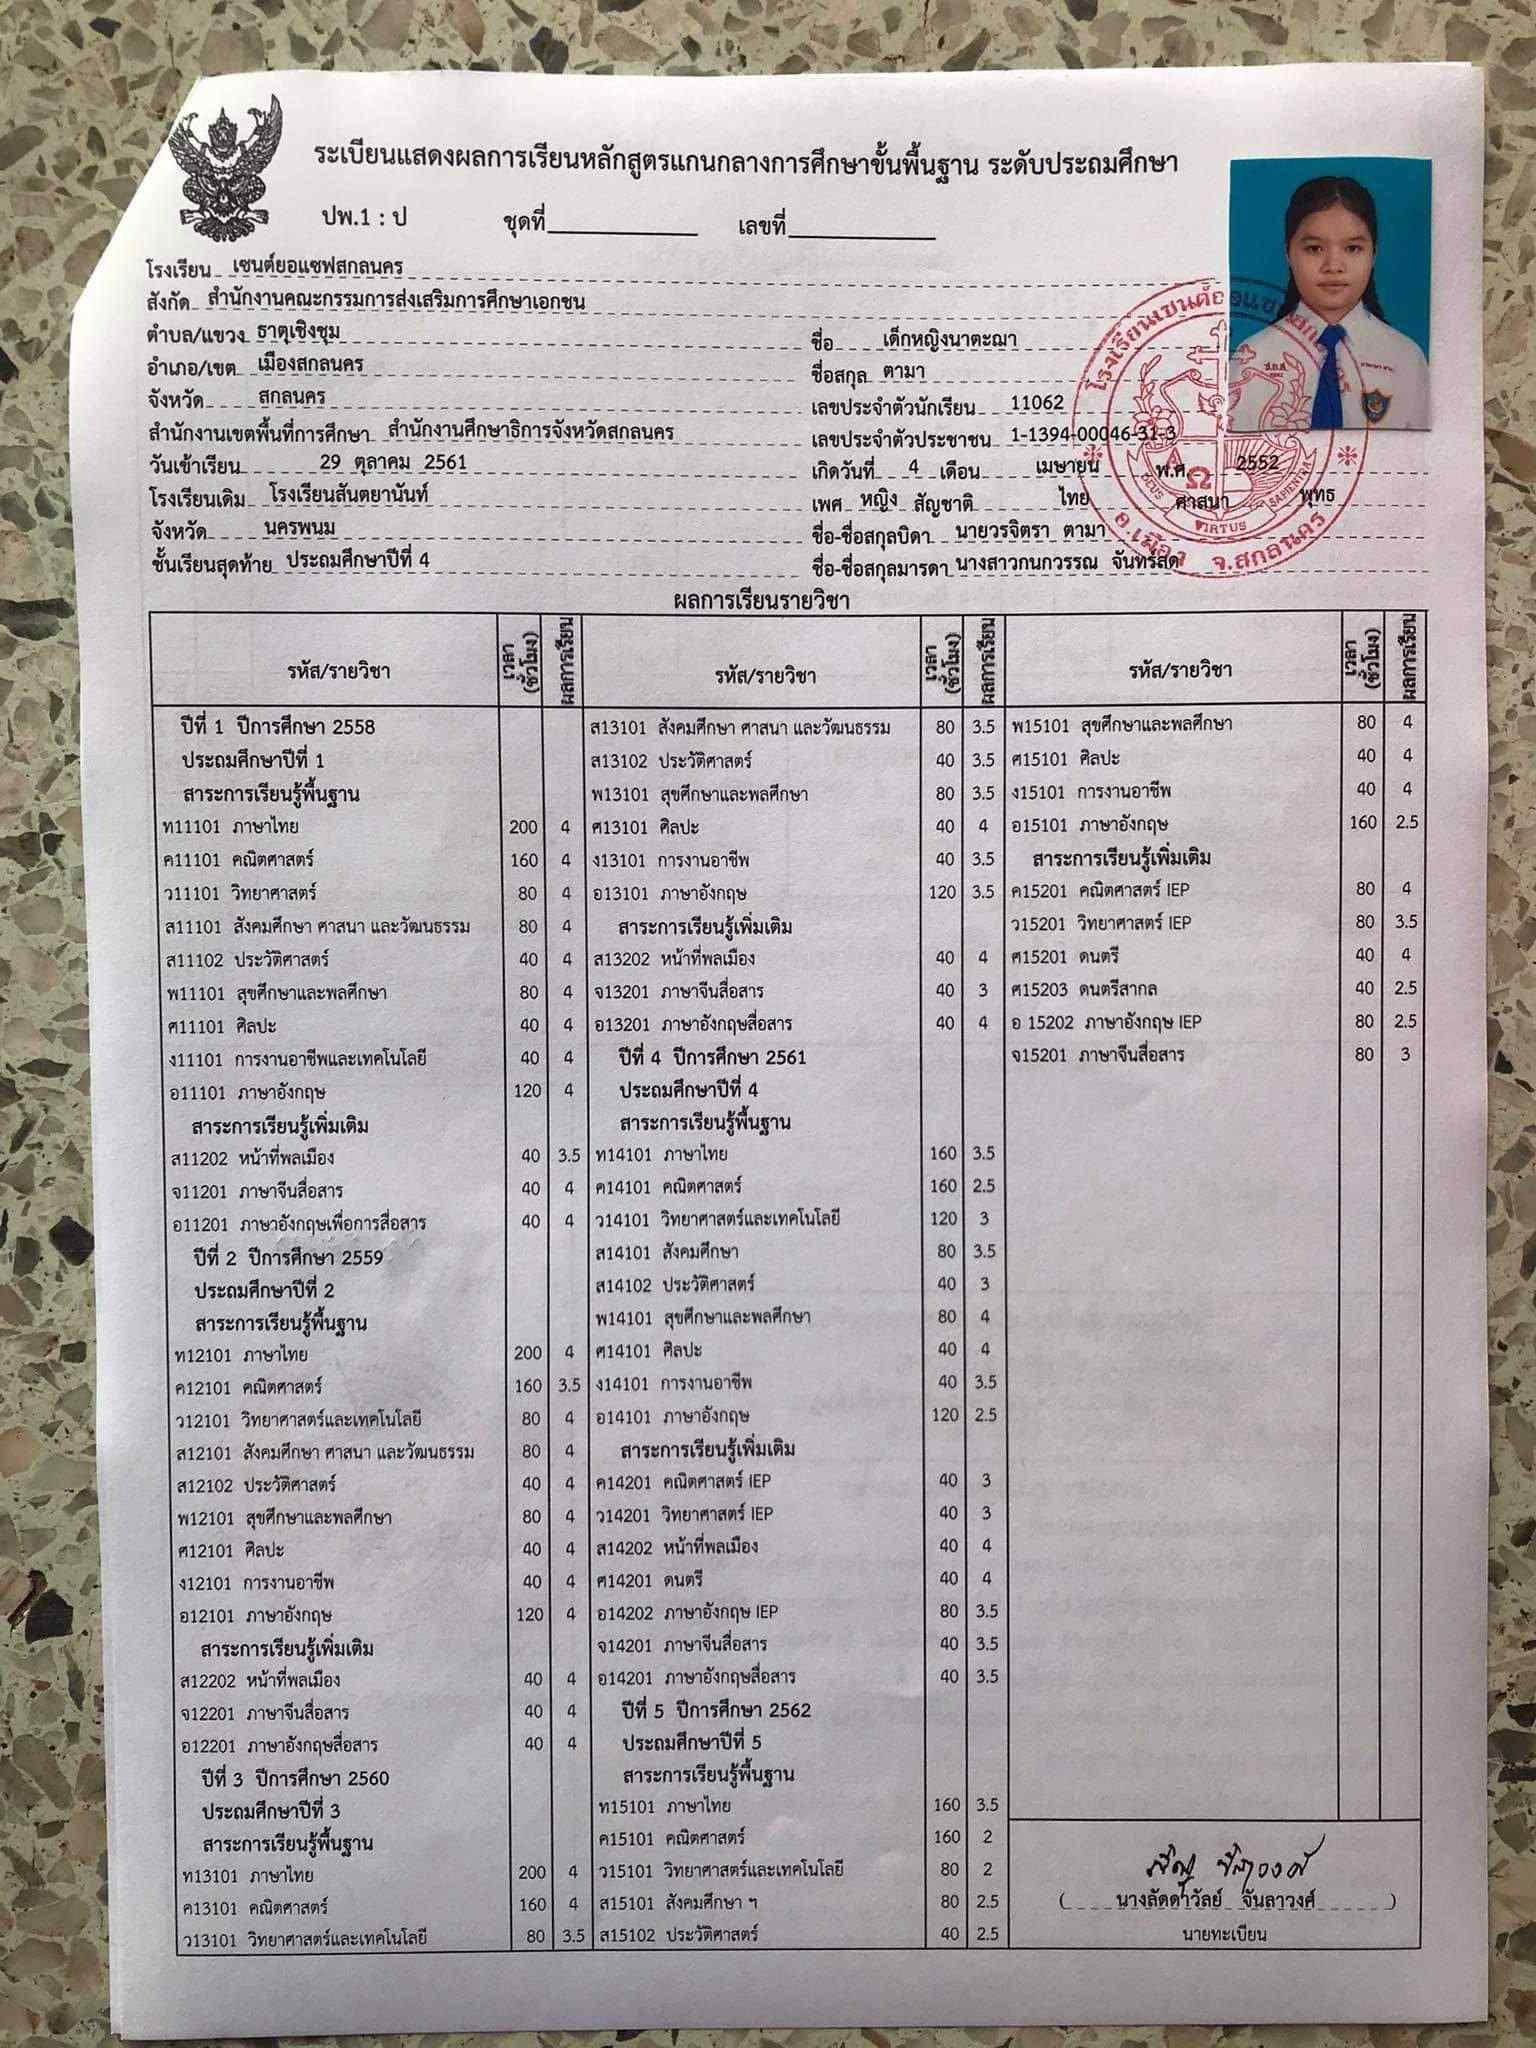 ระเบียนแสดงผลการเรียนหลักสูตรแกนกลางการศึกษาขั้นพื้นฐาน ระดับประถมศึกษา
ปพ.1 : ป ชุดที่ เลขที่
โรงเรียน เซนต์ยอแซฟสกลนคร
สังกัด สำนักงานคณะกรรมการส่งเสริมการศึกษาเอกชน
ตำบล/แขวง ธาตุเชิงชุม
อำเภอ/เขต เมืองสกลนคร
จังหวัด สกลนคร
สำนักงานเขตพื้นที่การศึกษา สำนักงานศึกษาธิการจังหวัดสกลนคร
วันเข้าเรียน 29 ตุลาคม 2561
โรงเรียนเดิม โรงเรียนสันตยานันท์
จังหวัด นครพนม
ชั้นเรียนสุดท้าย ประถมศึกษาปีที่ 4
ชื่อ เด็กหญิงนาตะฌา
ชื่อสกุล ตามา
เลขประจำตัวนักเรียน 11062
เลขประจำตัวประชาชน 1-1394-00046-31-3
เกิดวันที่ 4 เดือน เมษายน พ.ศ. 2552
เพศ หญิง สัญชาติ ไทย ศาสนา พุทธ
ชื่อ-ชื่อสกุลบิดา นายวรจิตรา ตามา
ชื่อ-ชื่อสกุลมารดา นางสาวกนกวรรณ จันทร์สด
โรงเรียนเซนต์ยอแซฟสกลนคร
อ.เมือง จ.สกลนคร
VIRTUS
ผลการเรียนรายวิชา
รหัส/รายวิชา เวลา (ชั่วโมง) ผลการเรียน
ปีที่ 1 ปีการศึกษา 2558
ประถมศึกษาปีที่ 1
สาระการเรียนรู้พื้นฐาน
ท11101 ภาษาไทย 200 4
ค11101 คณิตศาสตร์ 160 4
ว11101 วิทยาศาสตร์ 80 4
ส11101 สังคมศึกษา ศาสนา และวัฒนธรรม 80 4
ส11102 ประวัติศาสตร์ 40 4
พ11101 สุขศึกษาและพลศึกษา 80 4
ศ11101 ศิลปะ 40 4
ง11101 การงานอาชีพและเทคโนโลยี 40 4
อ11101 ภาษาอังกฤษ 120 4
สาระการเรียนรู้เพิ่มเติม
ส11202 หน้าที่พลเมือง 40 3.5
จ11201 ภาษาจีนสื่อสาร 40 4
อ11201 ภาษาอังกฤษเพื่อการสื่อสาร 40 4
ปีที่ 2 ปีการศึกษา 2559
ประถมศึกษาปีที่ 2
สาระการเรียนรู้พื้นฐาน
ท12101 ภาษาไทย 200 4
ค12101 คณิตศาสตร์ 160 3.5
ว12101 วิทยาศาสตร์และเทคโนโลยี 80 4
ส12101 สังคมศึกษา ศาสนา และวัฒนธรรม 80 4
ส12102 ประวัติศาสตร์ 40 4
พ12101 สุขศึกษาและพลศึกษา 80 4
ศ12101 ศิลปะ 40 4
ง12101 การงานอาชีพ 40 4
อ12101 ภาษาอังกฤษ 120 4
สาระการเรียนรู้เพิ่มเติม
ส12202 หน้าที่พลเมือง 40 4
จ12201 ภาษาจีนสื่อสาร 40 4
อ12201 ภาษาอังกฤษสื่อสาร 40 4
ปีที่ 3 ปีการศึกษา 2560
ประถมศึกษาปีที่ 3
สาระการเรียนรู้พื้นฐาน
ท13101 ภาษาไทย 200 4
ค13101 คณิตศาสตร์ 160 4
ว13101 วิทยาศาสตร์และเทคโนโลยี 80 3.5
รหัส/รายวิชา เวลา (ชั่วโมง) ผลการเรียน
ส13101 สังคมศึกษา ศาสนา และวัฒนธรรม 80 3.5
ส13102 ประวัติศาสตร์ 40 3.5
พ13101 สุขศึกษาและพลศึกษา 80 3.5
ศ13101 ศิลปะ 40 4
ง13101 การงานอาชีพ 40 3.5
อ13101 ภาษาอังกฤษ 120 3.5
สาระการเรียนรู้เพิ่มเติม
ส13202 หน้าที่พลเมือง 40 4
จ13201 ภาษาจีนสื่อสาร 40 3
อ13201 ภาษาอังกฤษสื่อสาร 40 4
ปีที่ 4 ปีการศึกษา 2561
ประถมศึกษาปีที่ 4
สาระการเรียนรู้พื้นฐาน
ท14101 ภาษาไทย 160 3.5
ค14101 คณิตศาสตร์ 160 2.5
ว14101 วิทยาศาสตร์และเทคโนโลยี 120 3
ส14101 สังคมศึกษา 80 3.5
ส14102 ประวัติศาสตร์ 40 3
พ14101 สุขศึกษาและพลศึกษา 80 4
ศ14101 ศิลปะ 40 4
ง14101 การงานอาชีพ 40 3.5
อ14101 ภาษาอังกฤษ 120 2.5
สาระการเรียนรู้เพิ่มเติม
ค14201 คณิตศาสตร์ IEP 40 3
ว14201 วิทยาศาสตร์ IEP 40 3
ส14202 หน้าที่พลเมือง 40 4
ศ14201 ดนตรี 40 4
อ14202 ภาษาอังกฤษ IEP 80 3.5
จ14201 ภาษาจีนสื่อสาร 40 3.5
อ14201 ภาษาอังกฤษสื่อสาร 40 3.5
ปีที่ 5 ปีการศึกษา 2562
ประถมศึกษาปีที่ 5
สาระการเรียนรู้พื้นฐาน
ท15101 ภาษาไทย 160 3.5
ค15101 คณิตศาสตร์ 160 2
ว15101 วิทยาศาสตร์และเทคโนโลยี 80 2
ส15101 สังคมศึกษา ฯ 80 2.5
ส15102 ประวัติศาสตร์ 40 2.5
รหัส/รายวิชา เวลา (ชั่วโมง) ผลการเรียน
พ15101 สุขศึกษาและพลศึกษา 80 4
ศ15101 ศิลปะ 40 4
ง15101 การงานอาชีพ 40 4
อ15101 ภาษาอังกฤษ 160 2.5
สาระการเรียนรู้เพิ่มเติม
ค15201 คณิตศาสตร์ IEP 80 4
ว15201 วิทยาศาสตร์ IEP 80 3.5
ศ15201 ดนตรี 40 4
ศ15203 ดนตรีสากล 40 2.5
อ 15202 ภาษาอังกฤษ IEP 80 2.5
จ15201 ภาษาจีนสื่อสาร 80 3
( นางลัดดาวัลย์ จันลาวงศ์ )
นายทะเบียน